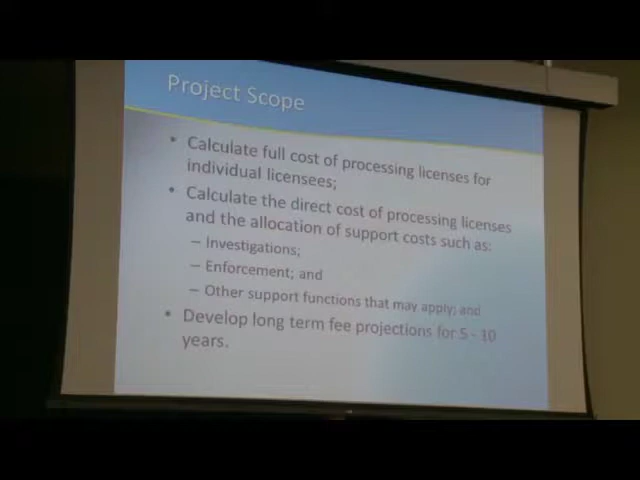 Project Scope
• Calculate full cost of processing licenses for
individual licensees;
• Calculate the direct cost of processing licenses
and the allocation of support costs such as:
– Investigations;
– Enforcement; and
– Other support functions that may apply; and
• Develop long term fee projections for 5 - 10
years.